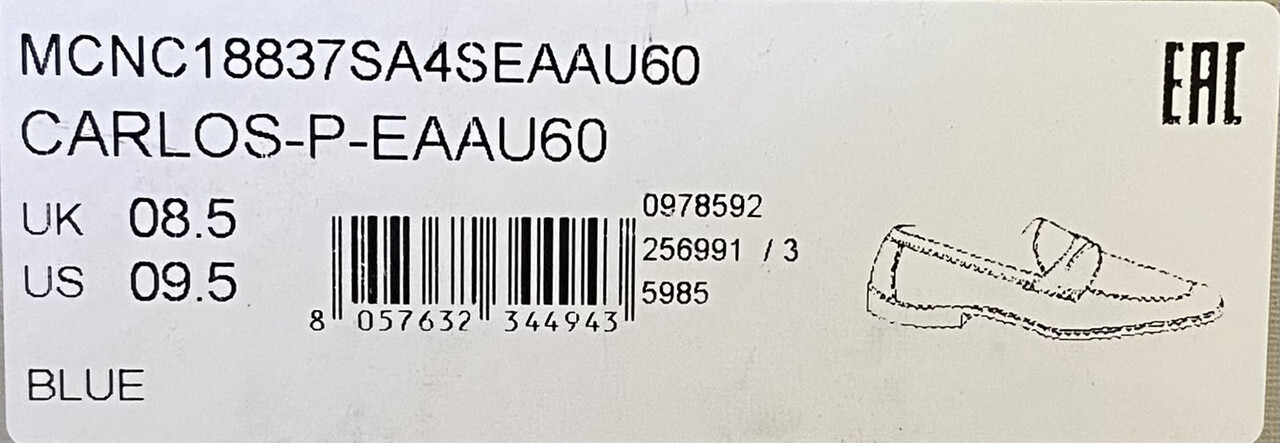 MCNC18837SA4SEAAU60
EAC
CARLOS-P-EAAU60
UK 08.5
US 09.5
0978592
256991 / 3
5985
8 057632 344943
BLUE